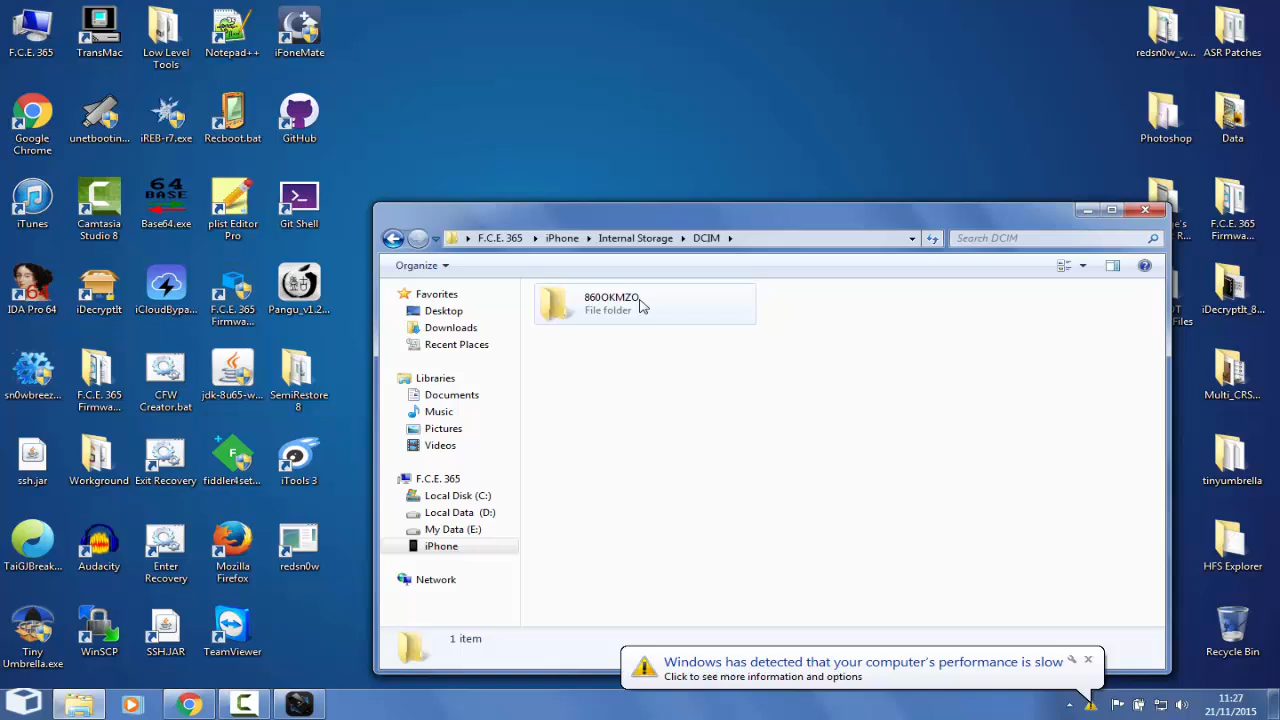 F.C.E. 365
TransMac
Low Level
Tools
Notepad++
iFoneMate
redsn0w_w...
ASR Patches
Google
Chrome
unetbootin...
iREB-r7.exe
Recboot.bat
GitHub
Photoshop
Data
iTunes
Camtasia
Studio 8
64
BASE
Base64.exe
plist Editor
Pro
Git Shell
F.C.E. 365
Firmwa...
F.C.E. 365
iPhone
Internal Storage
DCIM
Search DCIM
Organize
64
IDA Pro 64
iDecryptIt
iCloudBypa...
F.C.E. 365
Firmwa...
Pangu_v1.2...
iDecryptIt_8...
Favorites
Desktop
Downloads
Recent Places
860OKMZO
File folder
Libraries
Documents
Music
Pictures
Videos
sn0wbreez...
F.C.E. 365
Firmwa...
CFW
Creator.bat
jdk-8u65-w...
SemiRestore
8
Multi_CRS...
ssh.jar
Workground
Exit Recovery
fiddler4set...
iTools 3
tinyumbrella
F.C.E. 365
Local Disk (C:)
Local Data (D:)
My Data (E:)
iPhone
Network
TaiGJBreak...
Audacity
Enter
Recovery
Mozilla
Firefox
redsn0w
HFS Explorer
Tiny
Umbrella.exe
WinSCP
SSH.JAR
TeamViewer
Recycle Bin
1 item
Windows has detected that your computer's performance is slow
Click to see more information and options
11:27
21/11/2015